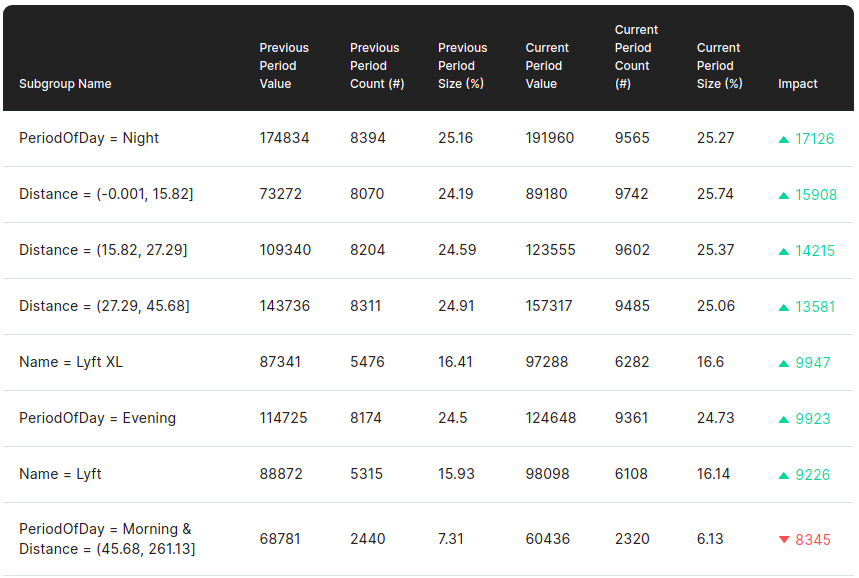 Subgroup Name Previous Period Value Previous Period Count (#) Previous Period Size (%) Current Period Value Current Period Count (#) Current Period Size (%) Impact
PeriodOfDay = Night 174834 8394 25.16 191960 9565 25.27 ▲ 17126
Distance = (-0.001, 15.82] 73272 8070 24.19 89180 9742 25.74 ▲ 15908
Distance = (15.82, 27.29] 109340 8204 24.59 123555 9602 25.37 ▲ 14215
Distance = (27.29, 45.68] 143736 8311 24.91 157317 9485 25.06 ▲ 13581
Name = Lyft XL 87341 5476 16.41 97288 6282 16.6 ▲ 9947
PeriodOfDay = Evening 114725 8174 24.5 124648 9361 24.73 ▲ 9923
Name = Lyft 88872 5315 15.93 98098 6108 16.14 ▲ 9226
PeriodOfDay = Morning &
Distance = (45.68, 261.13] 68781 2440 7.31 60436 2320 6.13 ▼ 8345